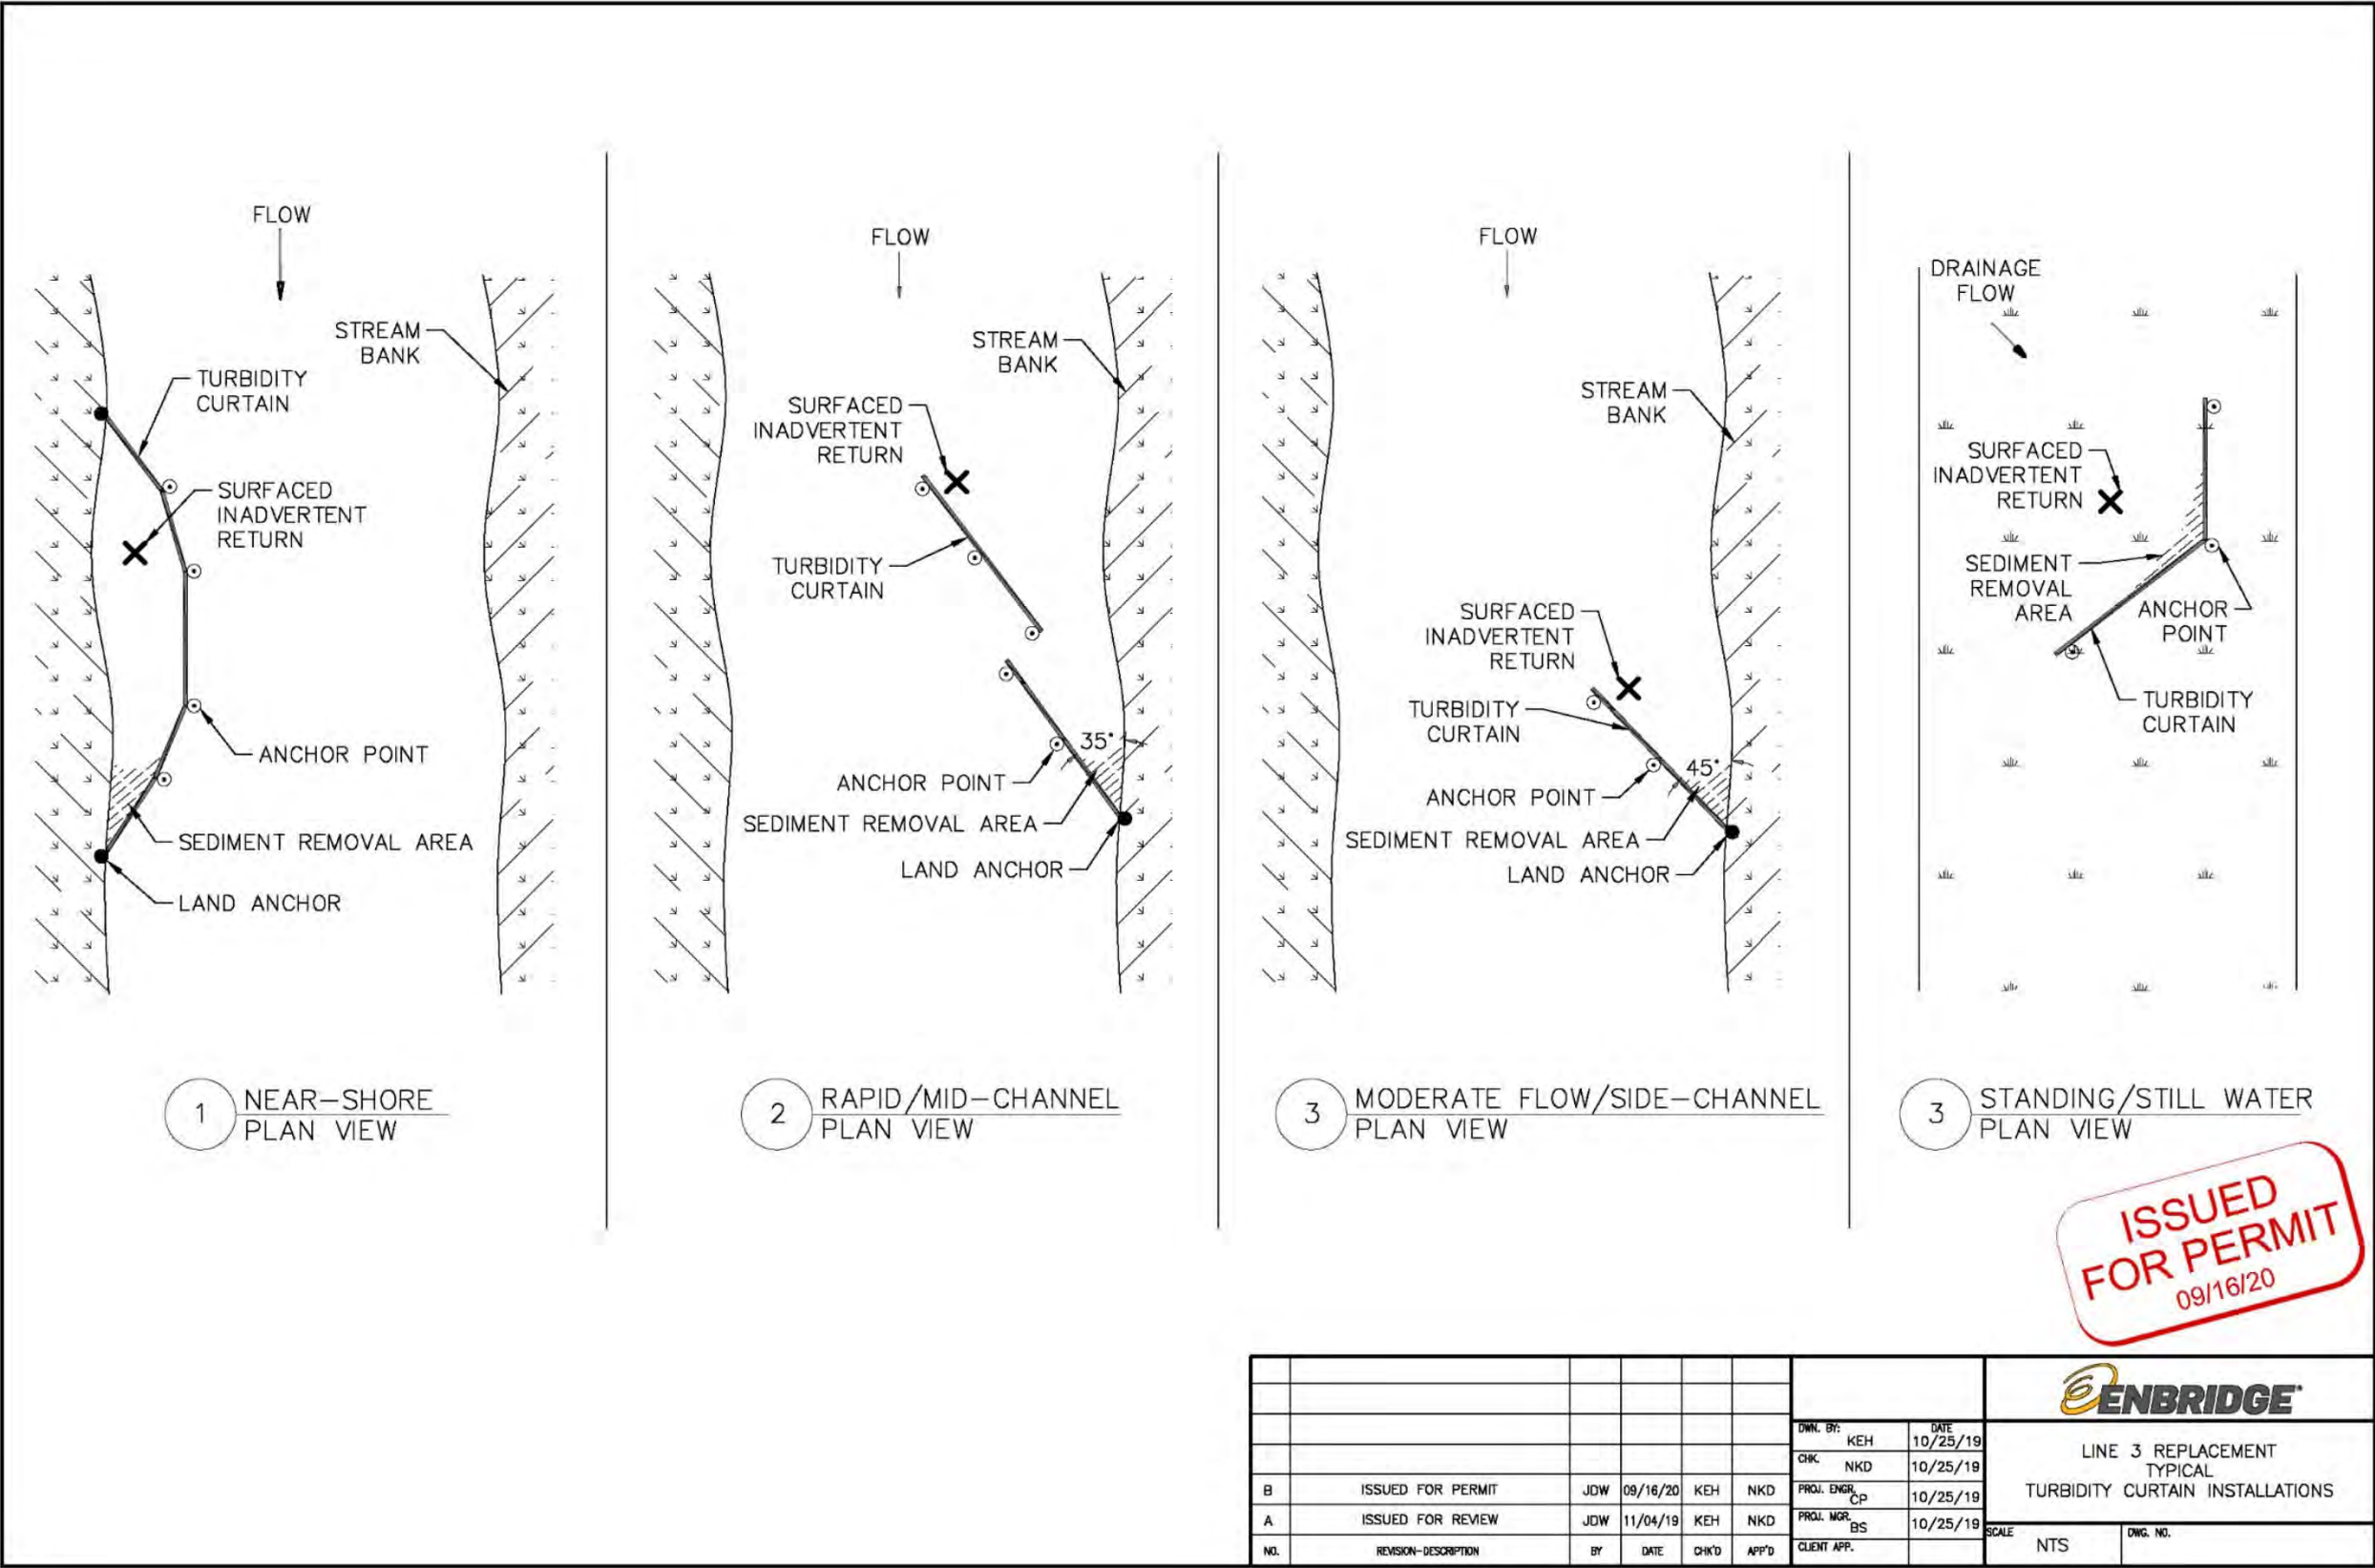 FLOW
STREAM
BANK
TURBIDITY
CURTAIN
SURFACED
INADVERTENT
RETURN
ANCHOR POINT
SEDIMENT REMOVAL AREA
LAND ANCHOR
1
NEAR-SHORE
PLAN VIEW
FLOW
STREAM
BANK
SURFACED
INADVERTENT
RETURN
TURBIDITY
CURTAIN
35°
ANCHOR POINT
SEDIMENT REMOVAL AREA
LAND ANCHOR
2
RAPID/MID-CHANNEL
PLAN VIEW
FLOW
STREAM
BANK
SURFACED
INADVERTENT
RETURN
TURBIDITY
CURTAIN
45°
ANCHOR POINT
SEDIMENT REMOVAL AREA
LAND ANCHOR
3
MODERATE FLOW/SIDE-CHANNEL
PLAN VIEW
DRAINAGE
FLOW
SURFACED
INADVERTENT
RETURN
SEDIMENT
REMOVAL
AREA
ANCHOR
POINT
TURBIDITY
CURTAIN
3
STANDING/STILL WATER
PLAN VIEW
ISSUED
FOR PERMIT
09/16/20
B ISSUED FOR PERMIT JDW 09/16/20 KEH NKD
A ISSUED FOR REVIEW JDW 11/04/19 KEH NKD
NO. REVISION-DESCRIPTION BY DATE CHK'D APP'D
DWN. BY: KEH DATE 10/25/19
CHK. NKD 10/25/19
PROJ. ENGR. CP 10/25/19
PROJ. MGR. BS 10/25/19
CLIENT APP.
ENBRIDGE
LINE 3 REPLACEMENT
TYPICAL
TURBIDITY CURTAIN INSTALLATIONS
SCALE NTS
DWG. NO.